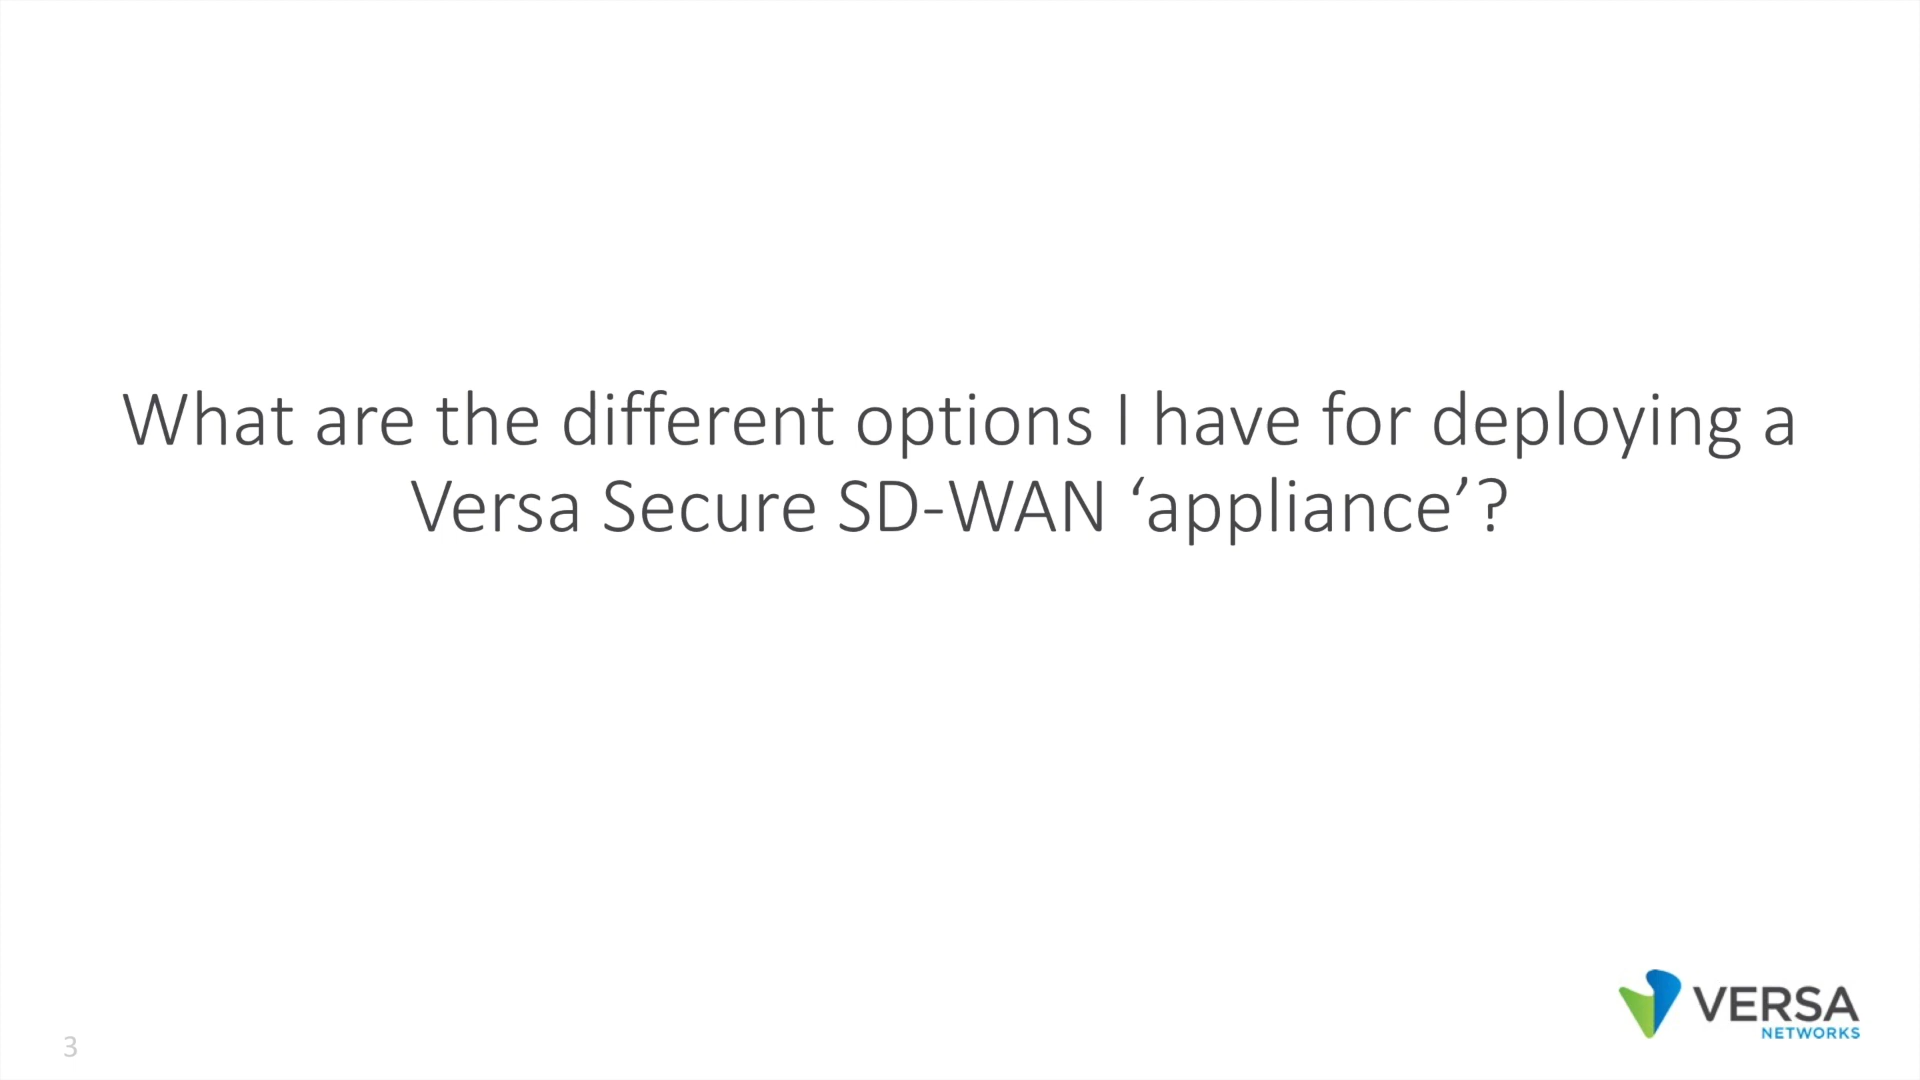 What are the different options I have for deploying a
Versa Secure SD-WAN ‘appliance’?
VERSA
NETWORKS
3